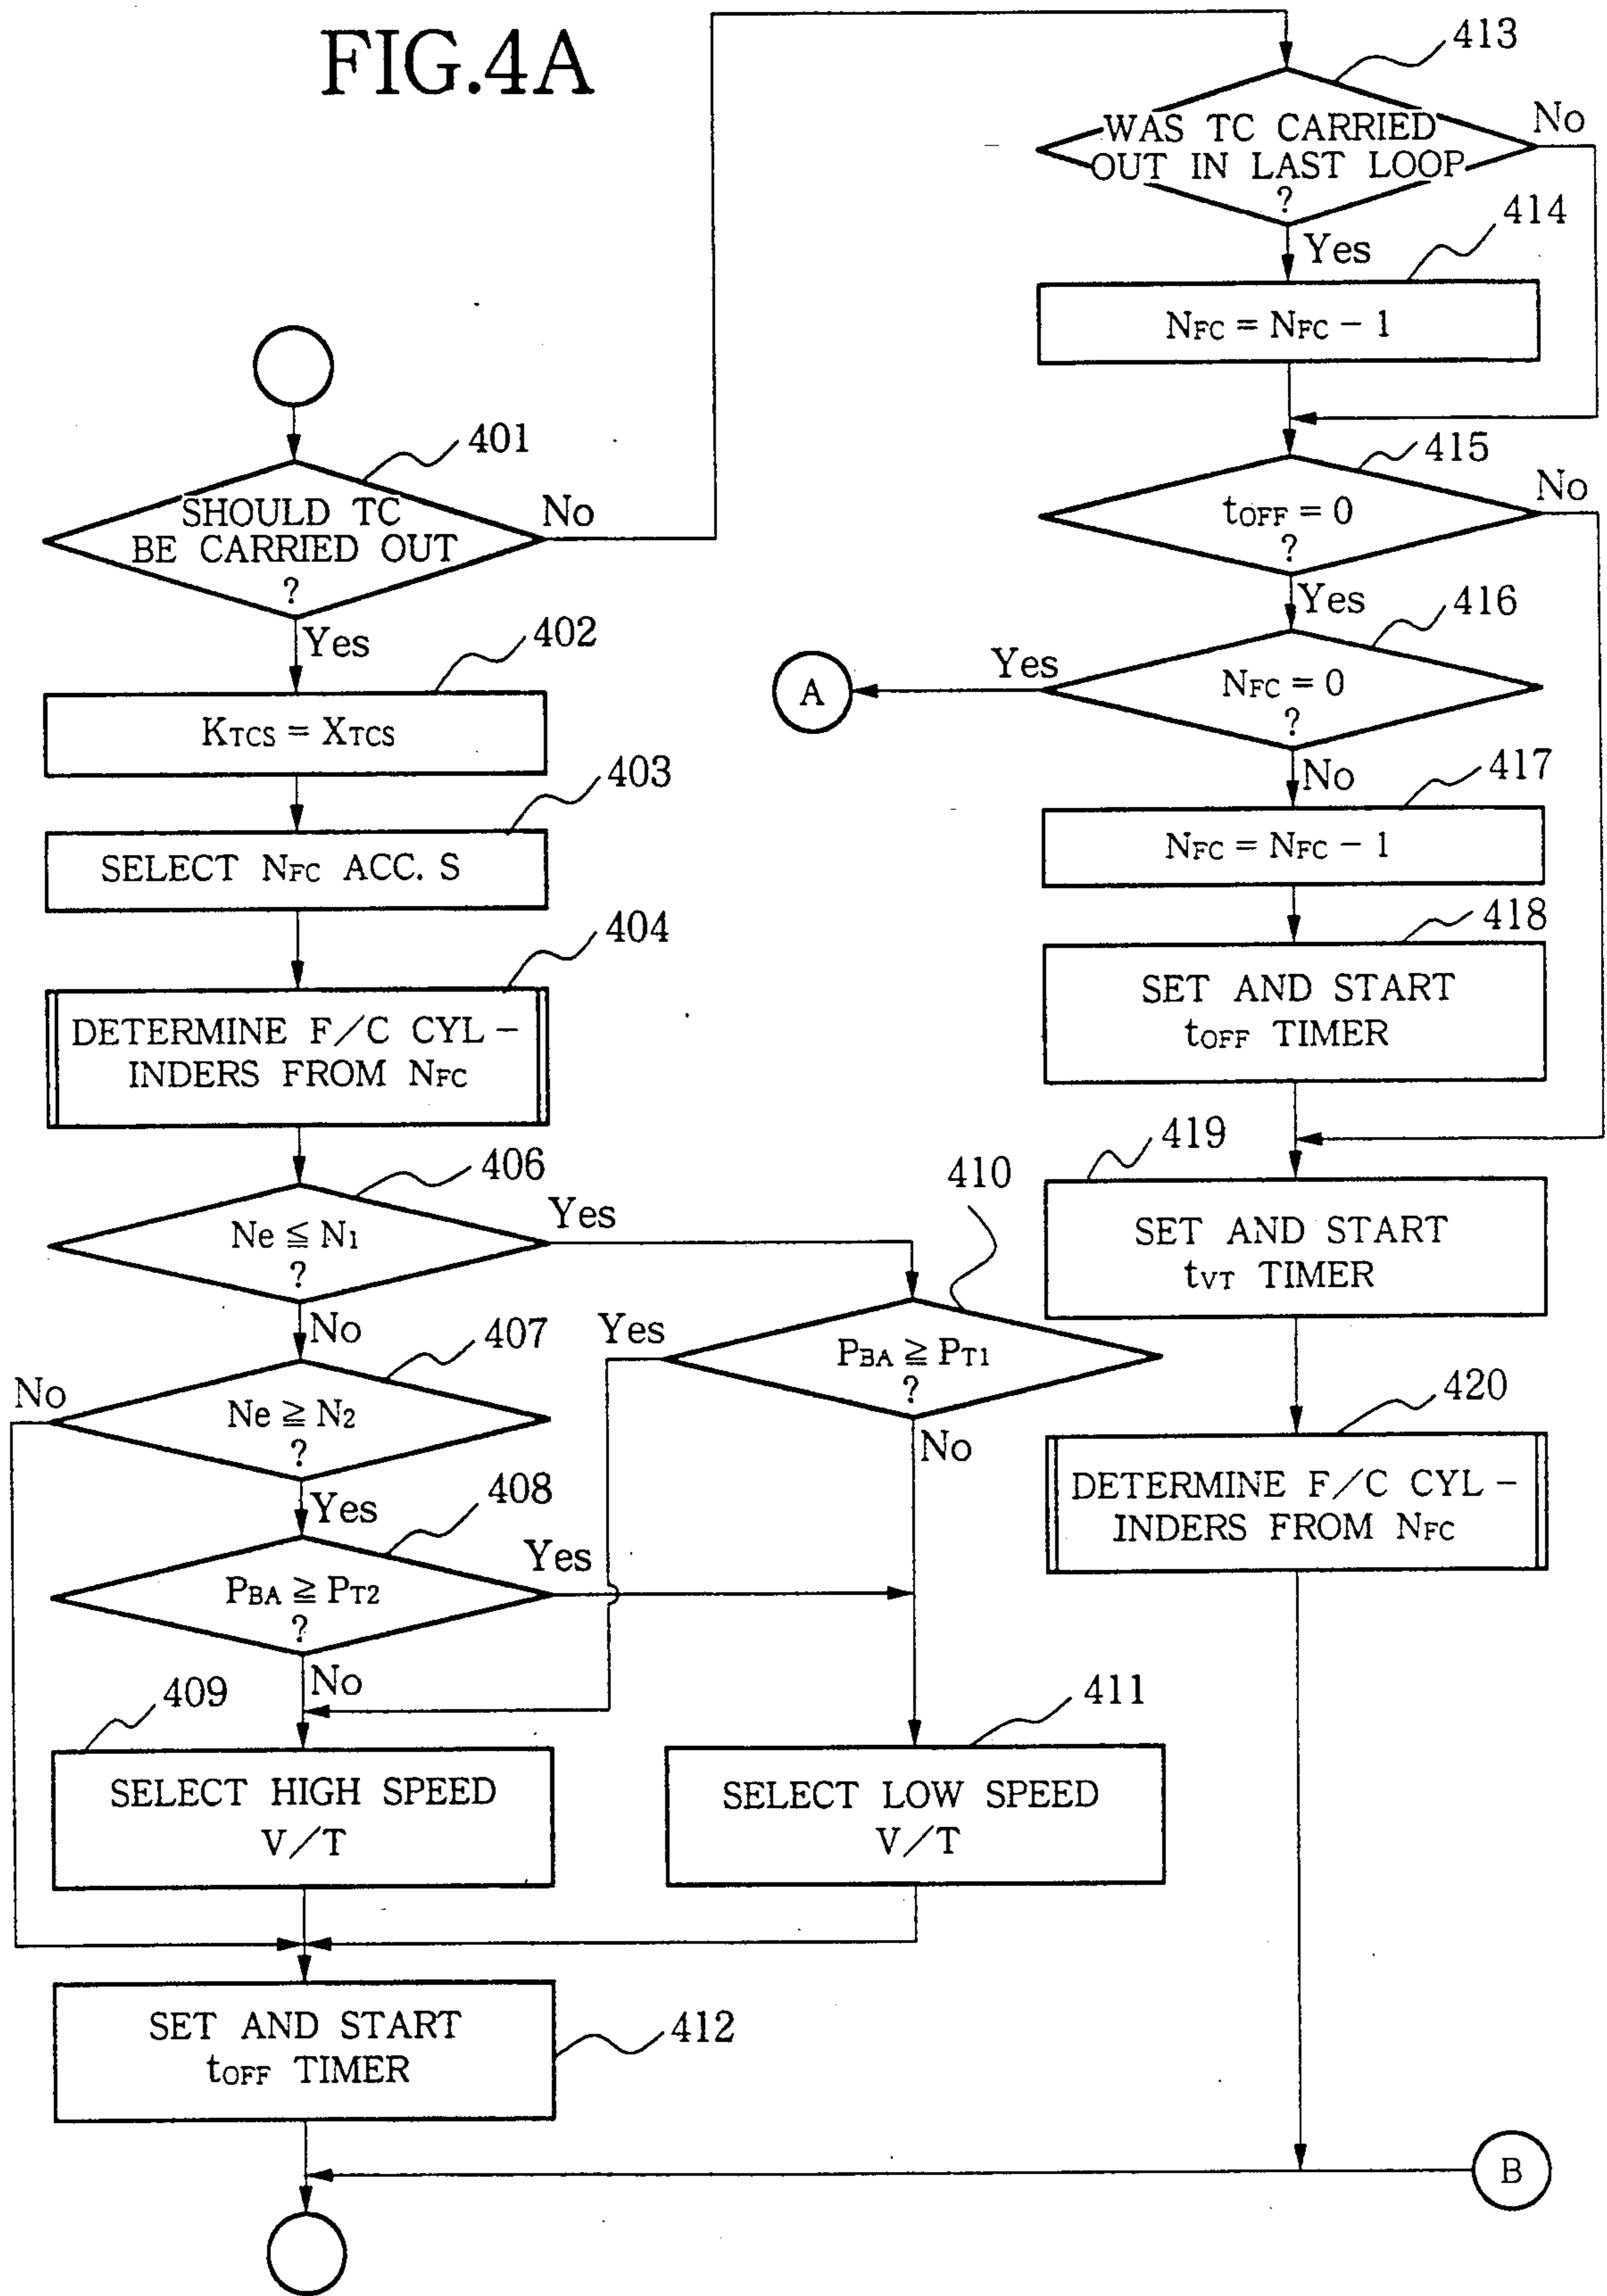 FIG.4A
401
SHOULD TC
BE CARRIED OUT
?
No
Yes
402
KTCS = XTCS
403
SELECT NFC ACC. S
404
DETERMINE F/C CYL-
INDERS FROM NFC
406
Ne ≦ N1
?
Yes
No
407
Ne ≧ N2
?
No
Yes
408
PBA ≧ PT2
?
Yes
No
409
SELECT HIGH SPEED
V/T
410
PBA ≧ PT1
?
Yes
No
411
SELECT LOW SPEED
V/T
SET AND START
tOFF TIMER
412
413
WAS TC CARRIED
OUT IN LAST LOOP
?
No
Yes
414
NFC = NFC - 1
415
tOFF = 0
?
No
Yes
416
NFC = 0
?
Yes
A
No
417
NFC = NFC - 1
418
SET AND START
tOFF TIMER
419
SET AND START
tVT TIMER
420
DETERMINE F/C CYL-
INDERS FROM NFC
B